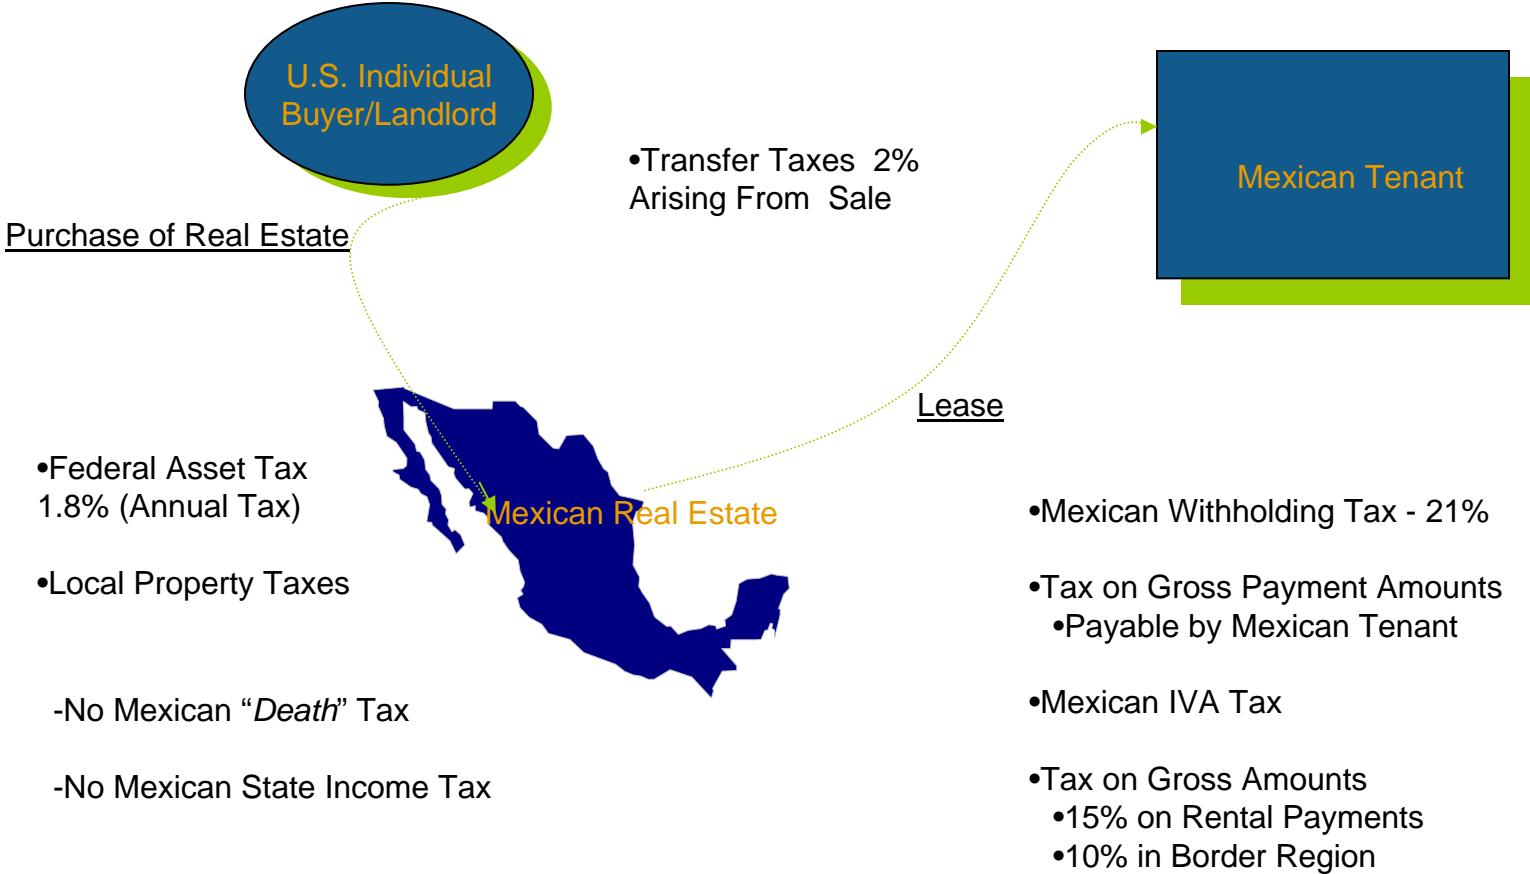 U.S. Individual
Buyer/Landlord
•Transfer Taxes 2%
Arising From Sale
Mexican Tenant
Purchase of Real Estate
Lease
•Federal Asset Tax
1.8% (Annual Tax)
•Local Property Taxes
-No Mexican “Death” Tax
-No Mexican State Income Tax
Mexican Real Estate
•Mexican Withholding Tax - 21%
•Tax on Gross Payment Amounts
•Payable by Mexican Tenant
•Mexican IVA Tax
•Tax on Gross Amounts
•15% on Rental Payments
•10% in Border Region